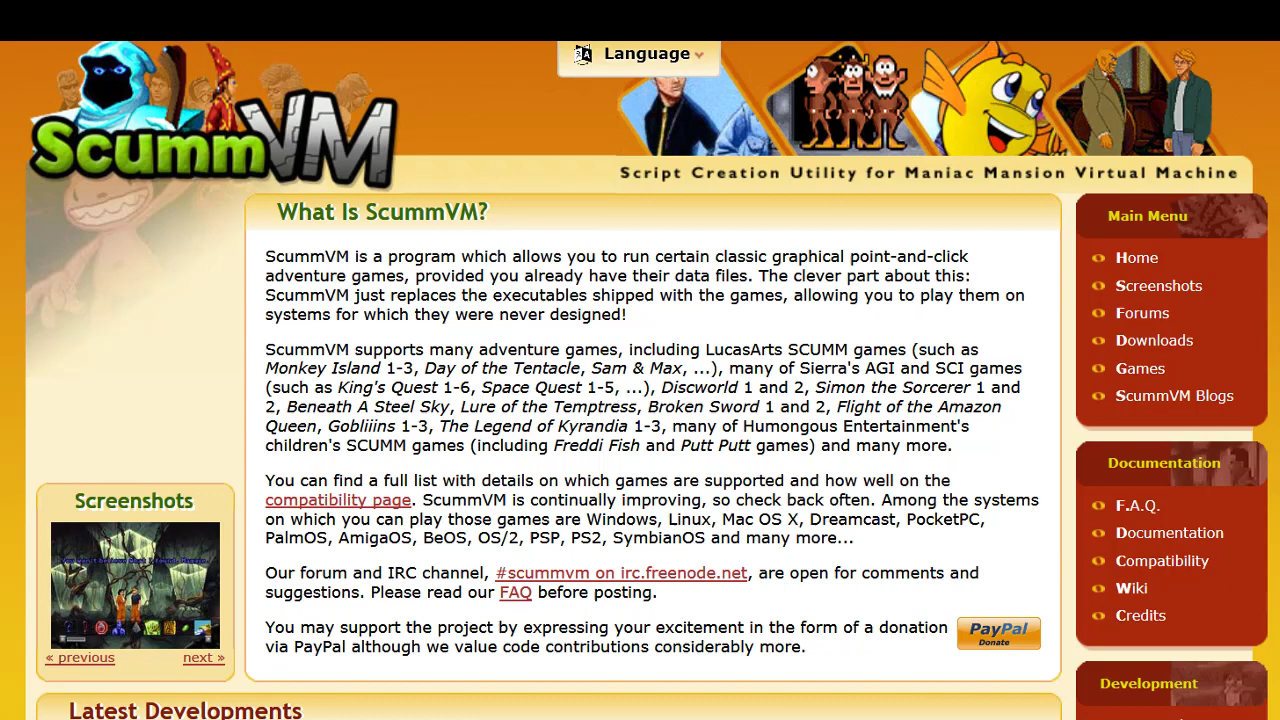 Language
ScummVM
Script Creation Utility for Maniac Mansion Virtual Machine
What Is ScummVM?
ScummVM is a program which allows you to run certain classic graphical point-and-click
adventure games, provided you already have their data files. The clever part about this:
ScummVM just replaces the executables shipped with the games, allowing you to play them on
systems for which they were never designed!
ScummVM supports many adventure games, including LucasArts SCUMM games (such as
Monkey Island 1-3, Day of the Tentacle, Sam & Max, ...), many of Sierra's AGI and SCI games
(such as King's Quest 1-6, Space Quest 1-5, ...), Discworld 1 and 2, Simon the Sorcerer 1 and
2, Beneath A Steel Sky, Lure of the Temptress, Broken Sword 1 and 2, Flight of the Amazon
Queen, Gobliiins 1-3, The Legend of Kyrandia 1-3, many of Humongous Entertainment's
children's SCUMM games (including Freddi Fish and Putt Putt games) and many more.
You can find a full list with details on which games are supported and how well on the
compatibility page. ScummVM is continually improving, so check back often. Among the systems
on which you can play those games are Windows, Linux, Mac OS X, Dreamcast, PocketPC,
PalmOS, AmigaOS, BeOS, OS/2, PSP, PS2, SymbianOS and many more...
Our forum and IRC channel, #scummvm on irc.freenode.net, are open for comments and
suggestions. Please read our FAQ before posting.
You may support the project by expressing your excitement in the form of a donation
via PayPal although we value code contributions considerably more.
PayPal
Donate
Latest Developments
Screenshots
« previous
next »
Main Menu
Home
Screenshots
Forums
Downloads
Games
ScummVM Blogs
Documentation
F.A.Q.
Documentation
Compatibility
Wiki
Credits
Development